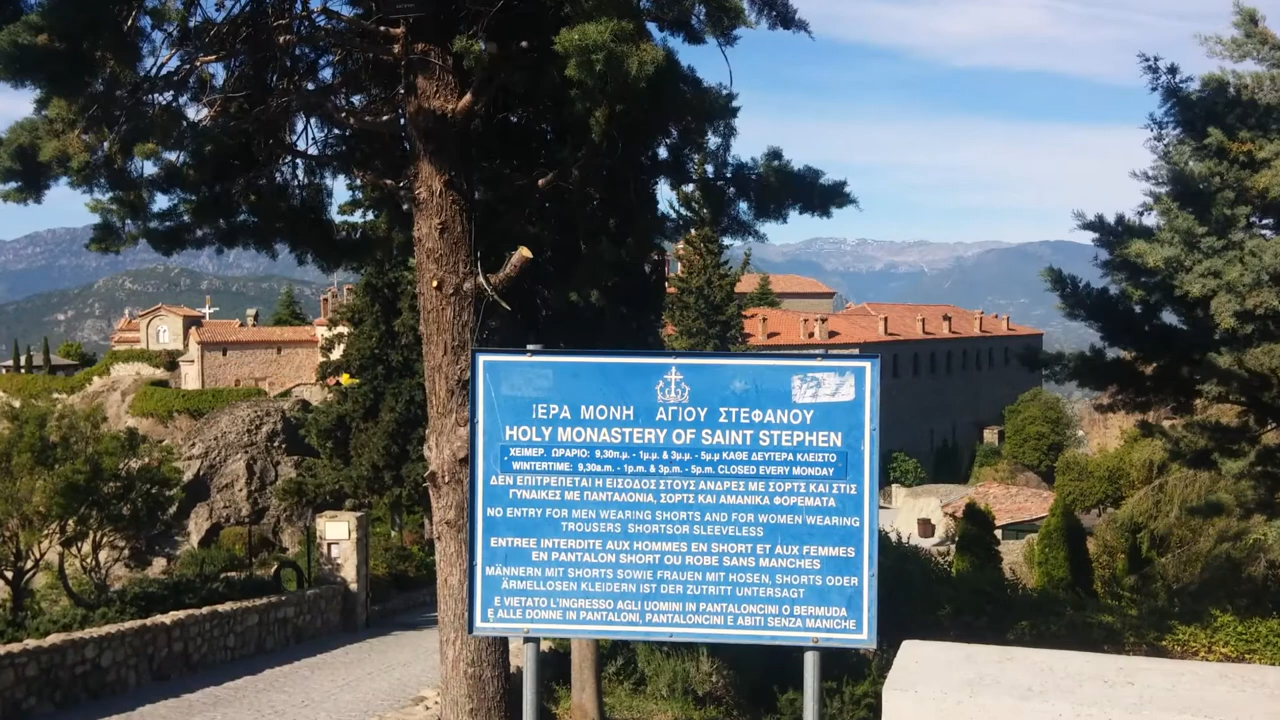 ΙΕΡΑ ΜΟΝΗ ΑΓΙΟΥ ΣΤΕΦΑΝΟΥ
HOLY MONASTERY OF SAINT STEPHEN
ΧΕΙΜΕΡ. ΩΡΑΡΙΟ: 9,30π.μ. - 1μ.μ. & 3μ.μ. - 5μ.μ ΚΑΘΕ ΔΕΥΤΕΡΑ ΚΛΕΙΣΤΟ
WINTERTIME: 9,30a.m. - 1p.m. & 3p.m. - 5p.m. CLOSED EVERY MONDAY
ΔΕΝ ΕΠΙΤΡΕΠΕΤΑΙ Η ΕΙΣΟΔΟΣ ΣΤΟΥΣ ΑΝΔΡΕΣ ΜΕ ΣΟΡΤΣ ΚΑΙ ΣΤΙΣ
ΓΥΝΑΙΚΕΣ ΜΕ ΠΑΝΤΑΛΟΝΙΑ, ΣΟΡΤΣ ΚΑΙ ΑΜΑΝΙΚΑ ΦΟΡΕΜΑΤΑ
NO ENTRY FOR MEN WEARING SHORTS AND FOR WOMEN WEARING
TROUSERS SHORTSOR SLEEVELESS
ENTREE INTERDITE AUX HOMMES EN SHORT ET AUX FEMMES
EN PANTALON SHORT OU ROBE SANS MANCHES
MÄNNERN MIT SHORTS SOWIE FRAUEN MIT HOSEN, SHORTS ODER
ÄRMELLOSEN KLEIDERN IST DER ZUTRITT UNTERSAGT
E VIETATO L'INGRESSO AGLI UOMINI IN PANTALONCINI O BERMUDA
E ALLE DONNE IN PANTALONI, PANTALONCINI E ABITI SENZA MANICHE